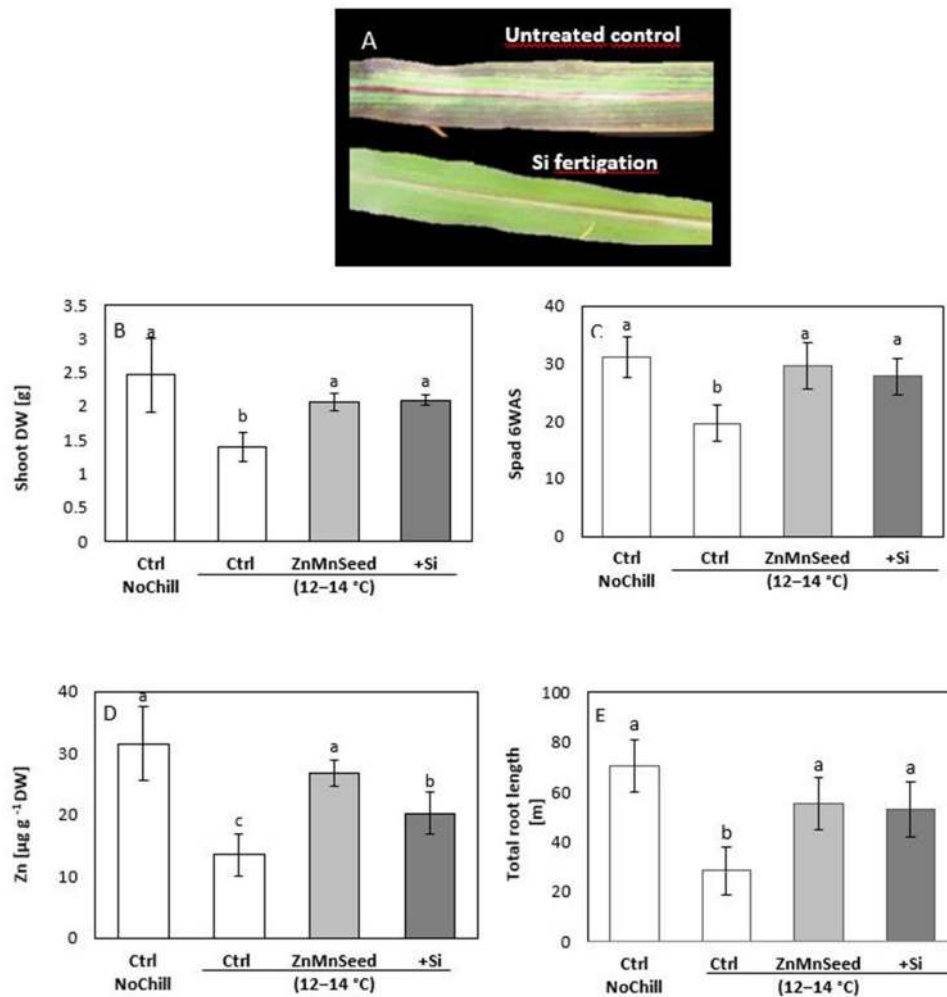 A
Untreated control
Si fertigation
B
Shoot DW [g]
3.5
3
2.5
2
1.5
1
0.5
0
a
b
a
a
Ctrl
NoChill
Ctrl
ZnMnSeed
+Si
(12–14 °C)
C
Spad 6WAS
40
30
20
10
0
a
b
a
a
Ctrl
NoChill
Ctrl
ZnMnSeed
+Si
(12–14 °C)
D
Zn [µg g ⁻¹DW]
40
30
20
10
0
a
c
a
b
Ctrl
NoChill
Ctrl
ZnMnSeed
+Si
(12–14 °C)
E
Total root length
[m]
100
80
60
40
20
0
a
b
a
a
Ctrl
NoChill
Ctrl
ZnMnSeed
+Si
(12–14 °C)